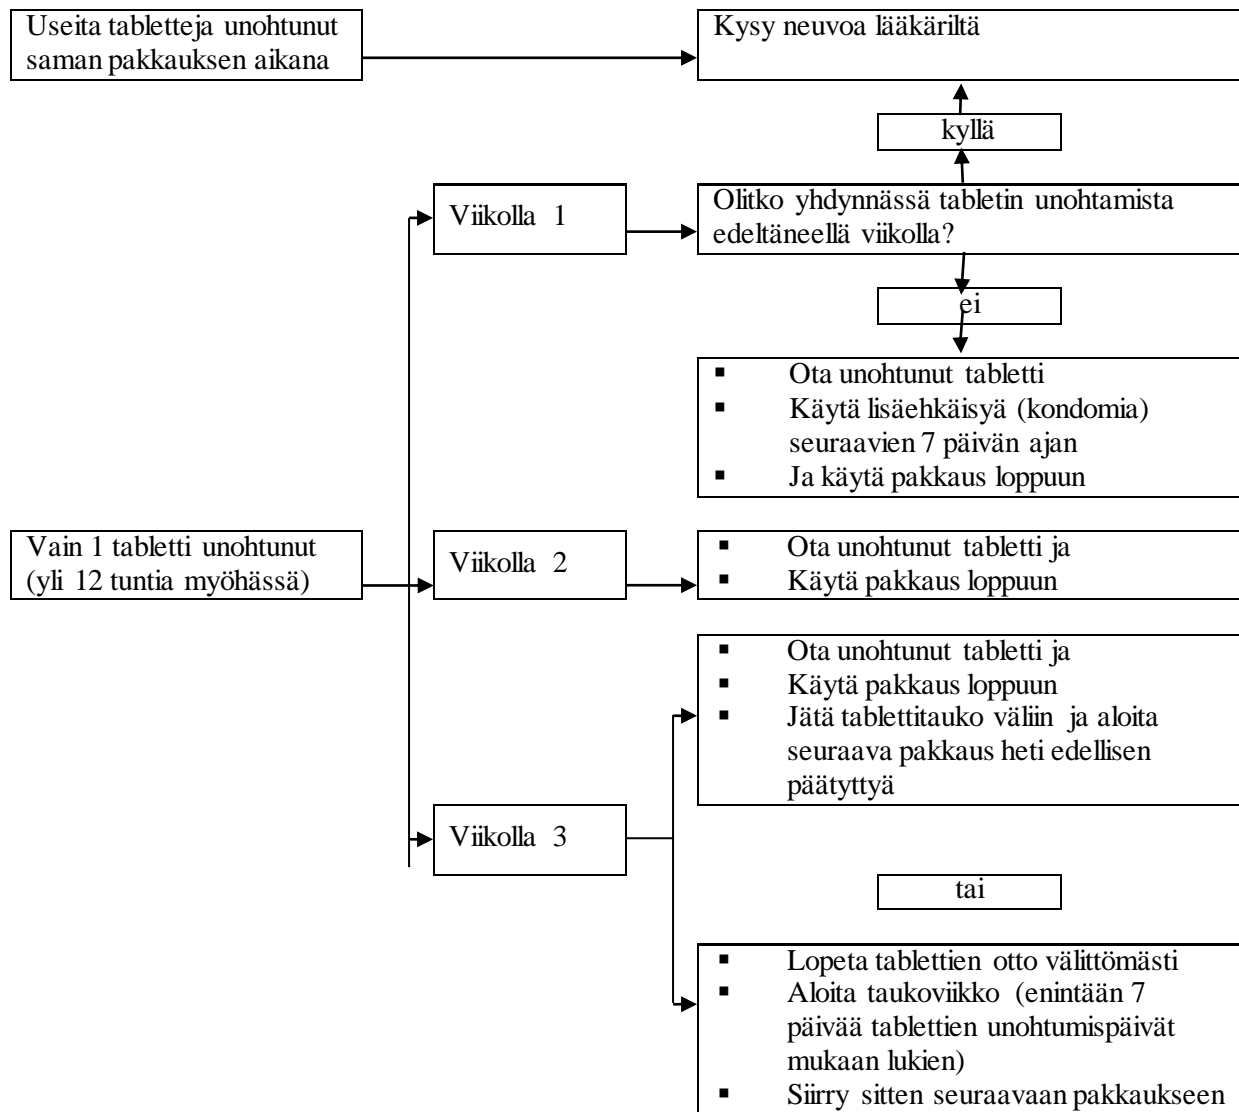 Useita tabletteja unohtunut
saman pakkauksen aikana
Kysy neuvoa lääkäriltä
kyllä
Viikolla 1
Olitko yhdynnässä tabletin unohtamista
edeltäneellä viikolla?
ei
▪ Ota unohtunut tabletti
▪ Käytä lisäehkäisyä (kondomia)
seuraavien 7 päivän ajan
▪ Ja käytä pakkaus loppuun
Vain 1 tabletti unohtunut
(yli 12 tuntia myöhässä)
Viikolla 2
▪ Ota unohtunut tabletti ja
▪ Käytä pakkaus loppuun
▪ Ota unohtunut tabletti ja
▪ Käytä pakkaus loppuun
▪ Jätä tablettitauko väliin ja aloita
seuraava pakkaus heti edellisen
päätyttyä
Viikolla 3
tai
▪ Lopeta tablettien otto välittömästi
▪ Aloita taukoviikko (enintään 7
päivää tablettien unohtumispäivät
mukaan lukien)
▪ Siirry sitten seuraavaan pakkaukseen